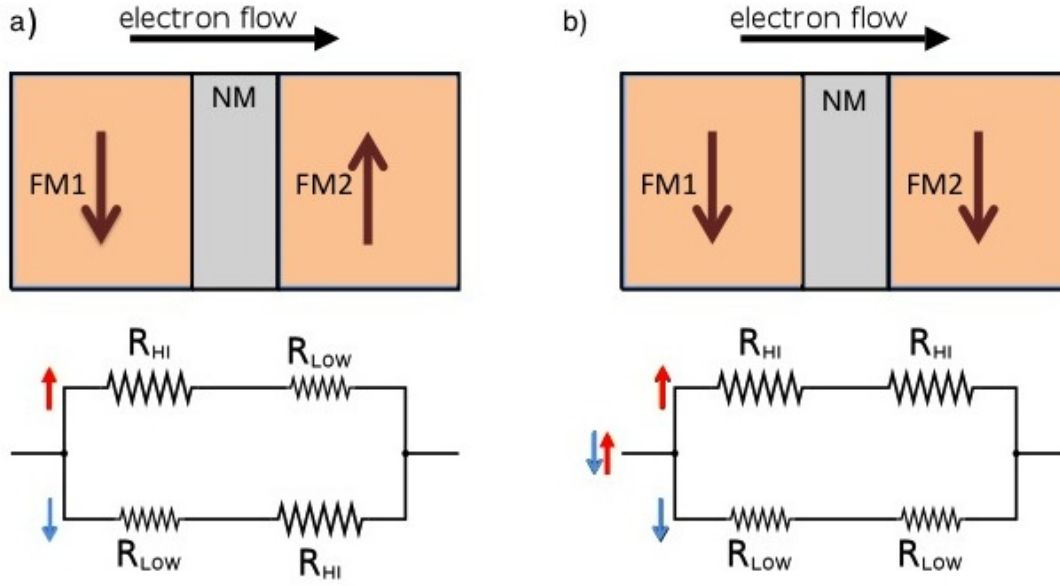 a)
electron flow
NM
FM1
FM2
R_HI
R_LOW
R_LOW
R_HI
b)
electron flow
NM
FM1
FM2
R_HI
R_HI
R_LOW
R_LOW